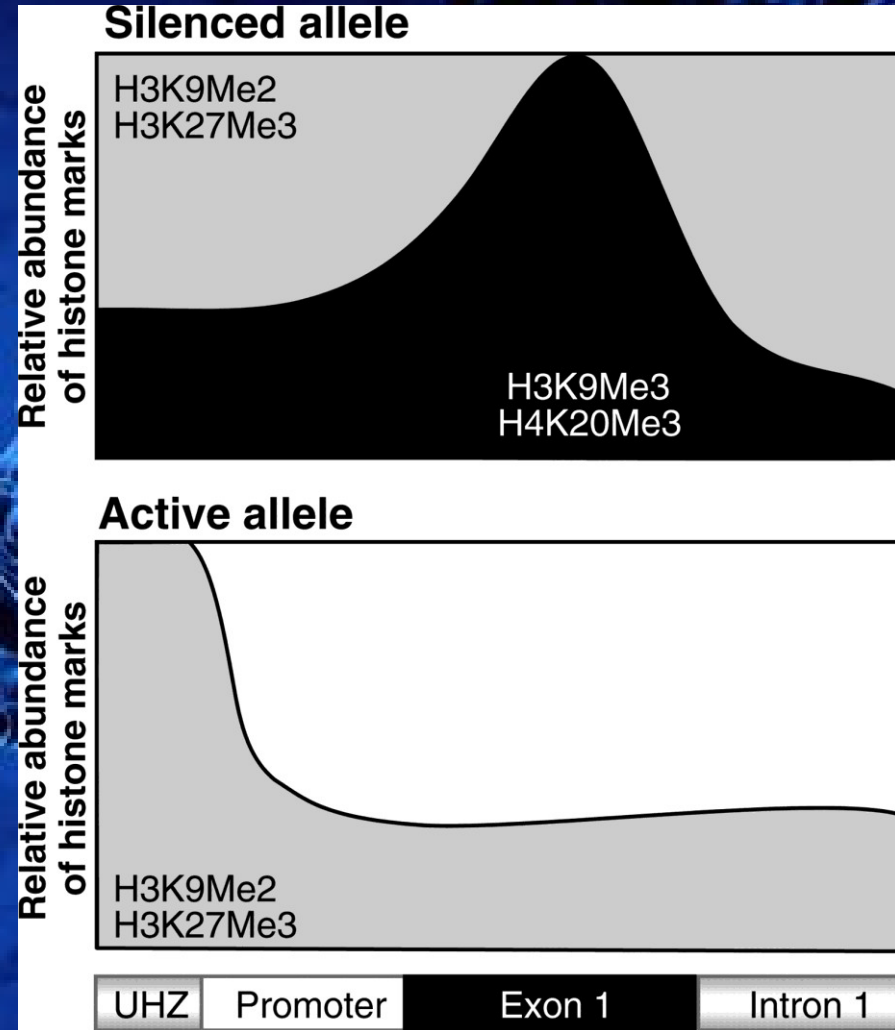 Silenced allele
Relative abundance
of histone marks
H3K9Me2
H3K27Me3
H3K9Me3
H4K20Me3
Active allele
Relative abundance
of histone marks
H3K9Me2
H3K27Me3
UHZ Promoter Exon 1 Intron 1